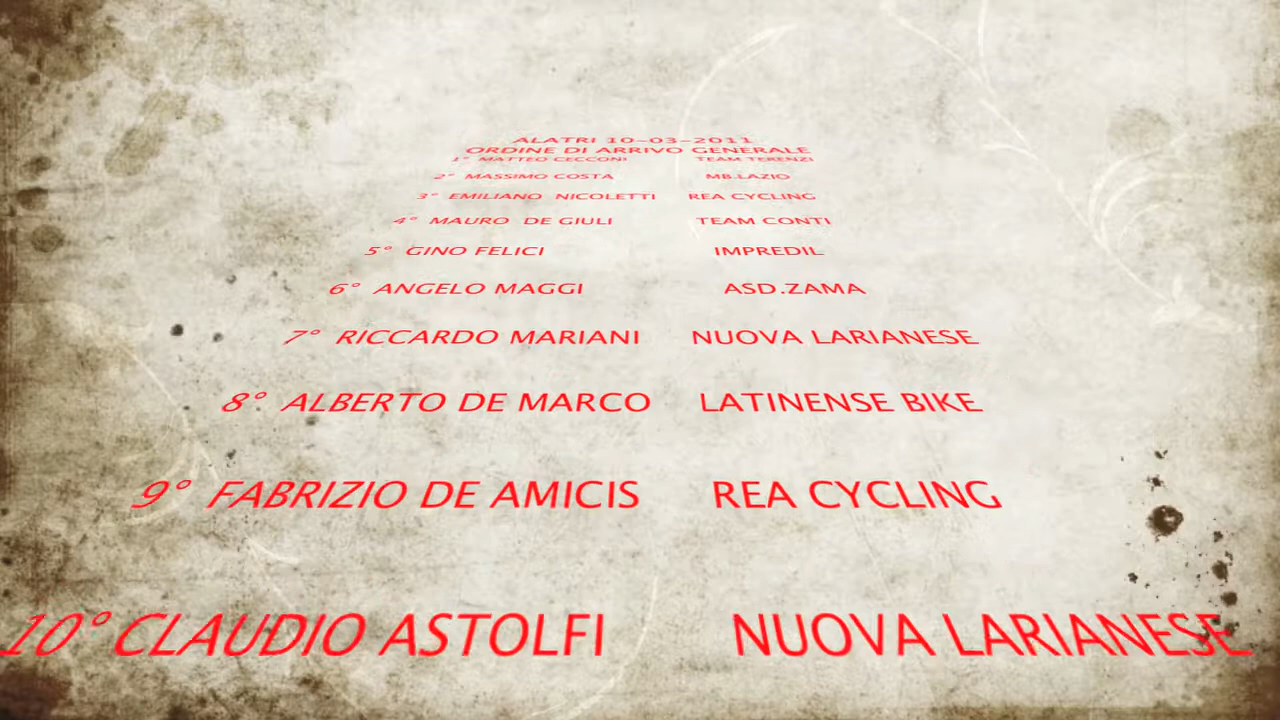 ALATRI 10-03-2011
ORDINE DI ARRIVO GENERALE
1° MATTEO CECCONI TEAM TERENZI
2° MASSIMO COSTA MB.LAZIO
3° EMILIANO NICOLETTI REA CYCLING
4° MAURO DE GIULI TEAM CONTI
5° GINO FELICI IMPREDIL
6° ANGELO MAGGI ASD.ZAMA
7° RICCARDO MARIANI NUOVA LARIANESE
8° ALBERTO DE MARCO LATINENSE BIKE
9° FABRIZIO DE AMICIS REA CYCLING
10° CLAUDIO ASTOLFI NUOVA LARIANESE